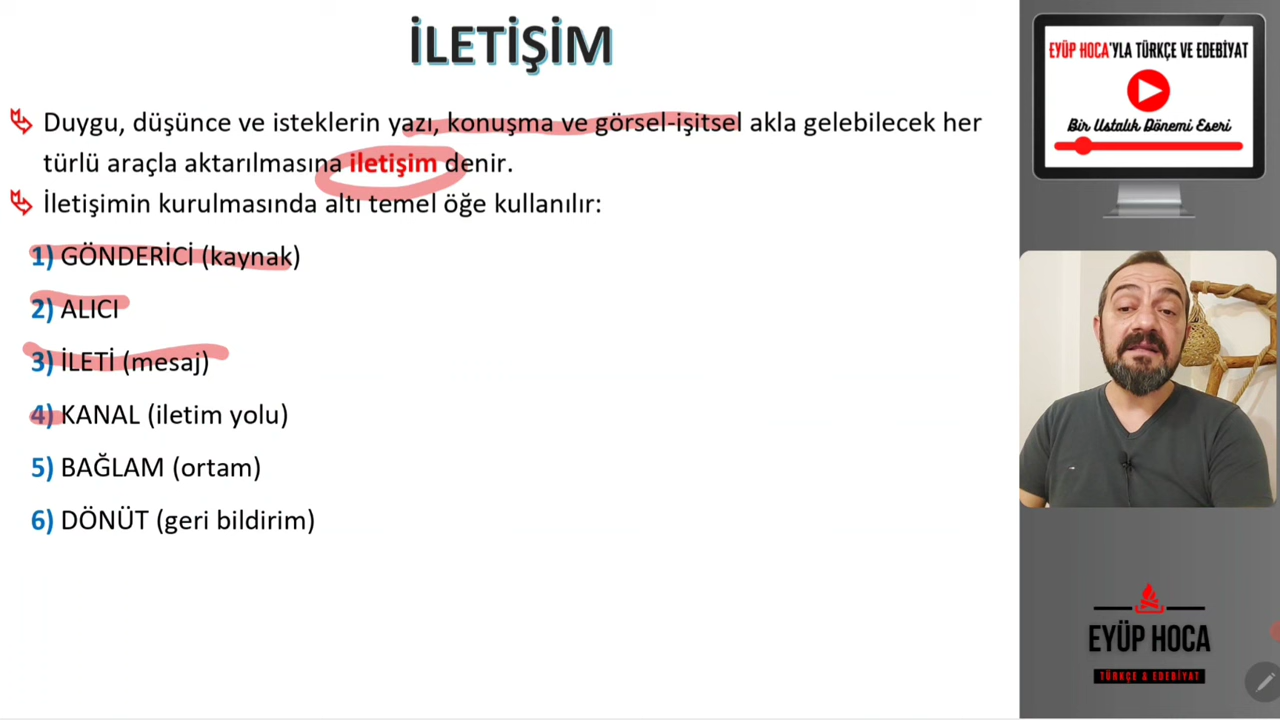 İLETİŞİM
Duygu, düşünce ve isteklerin yazı, konuşma ve görsel-işitsel akla gelebilecek her
türlü araçla aktarılmasına iletişim denir.
İletişimin kurulmasında altı temel öğe kullanılır:
1) GÖNDERİCİ (kaynak)
2) ALICI
3) İLETİ (mesaj)
4) KANAL (iletim yolu)
5) BAĞLAM (ortam)
6) DÖNÜT (geri bildirim)
EYÜP HOCA'YLA TÜRKÇE VE EDEBİYAT
Bir Ustalık Dönemi Eseri
EYÜP HOCA
TÜRKÇE & EDEBİYAT